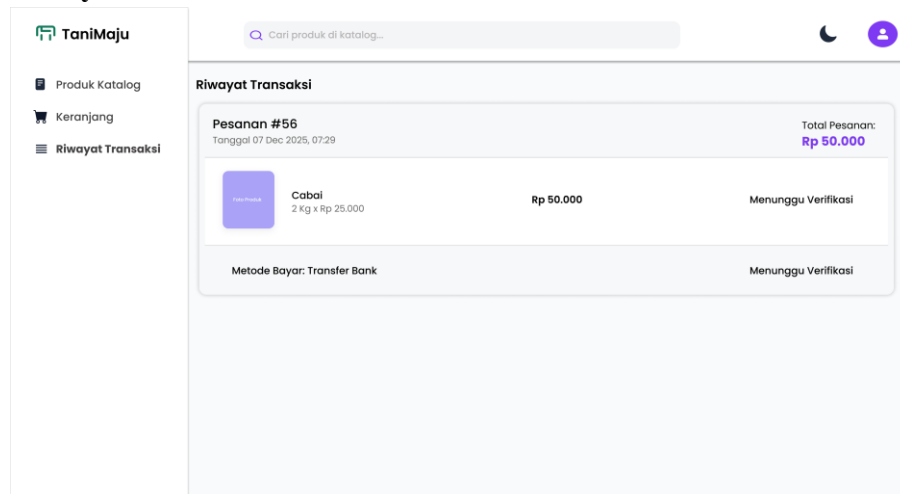 TaniMaju
Cari produk di katalog...
Produk Katalog
Keranjang
Riwayat Transaksi
Riwayat Transaksi
Pesanan #56
Tanggal 07 Dec 2025, 07:29
Total Pesanan:
Rp 50.000
Foto Produk
Cabai
2 Kg x Rp 25.000
Rp 50.000
Menunggu Verifikasi
Metode Bayar: Transfer Bank
Menunggu Verifikasi